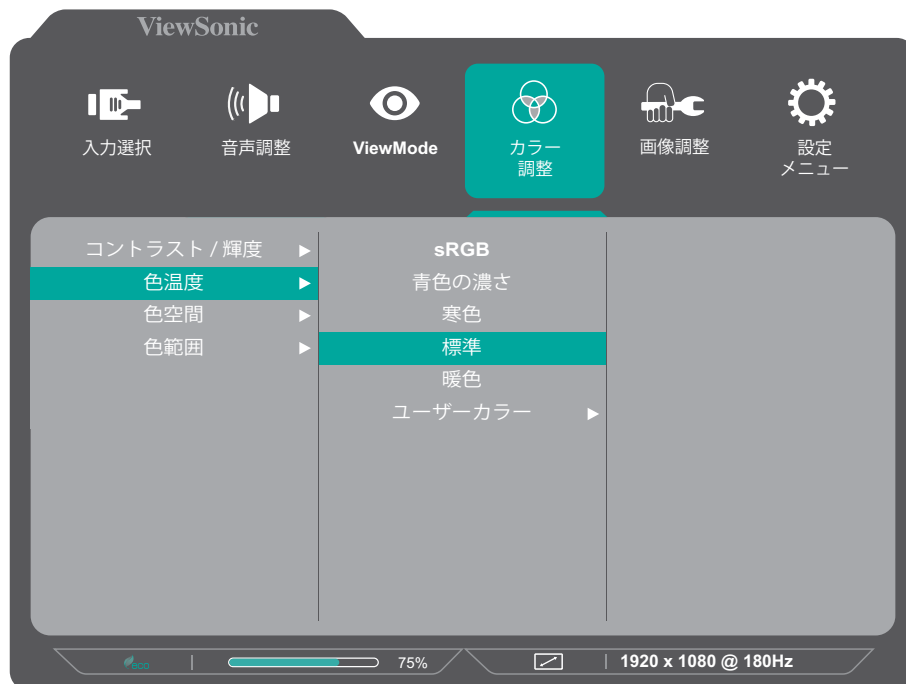 ViewSonic
入力選択
音声調整
ViewMode
カラー
調整
画像調整
設定
メニュー
コントラスト / 輝度 ▶
色温度 ▶
色空間 ▶
色範囲 ▶
sRGB
青色の濃さ
寒色
標準
暖色
ユーザーカラー ▶
eco
75%
1920 x 1080 @ 180Hz